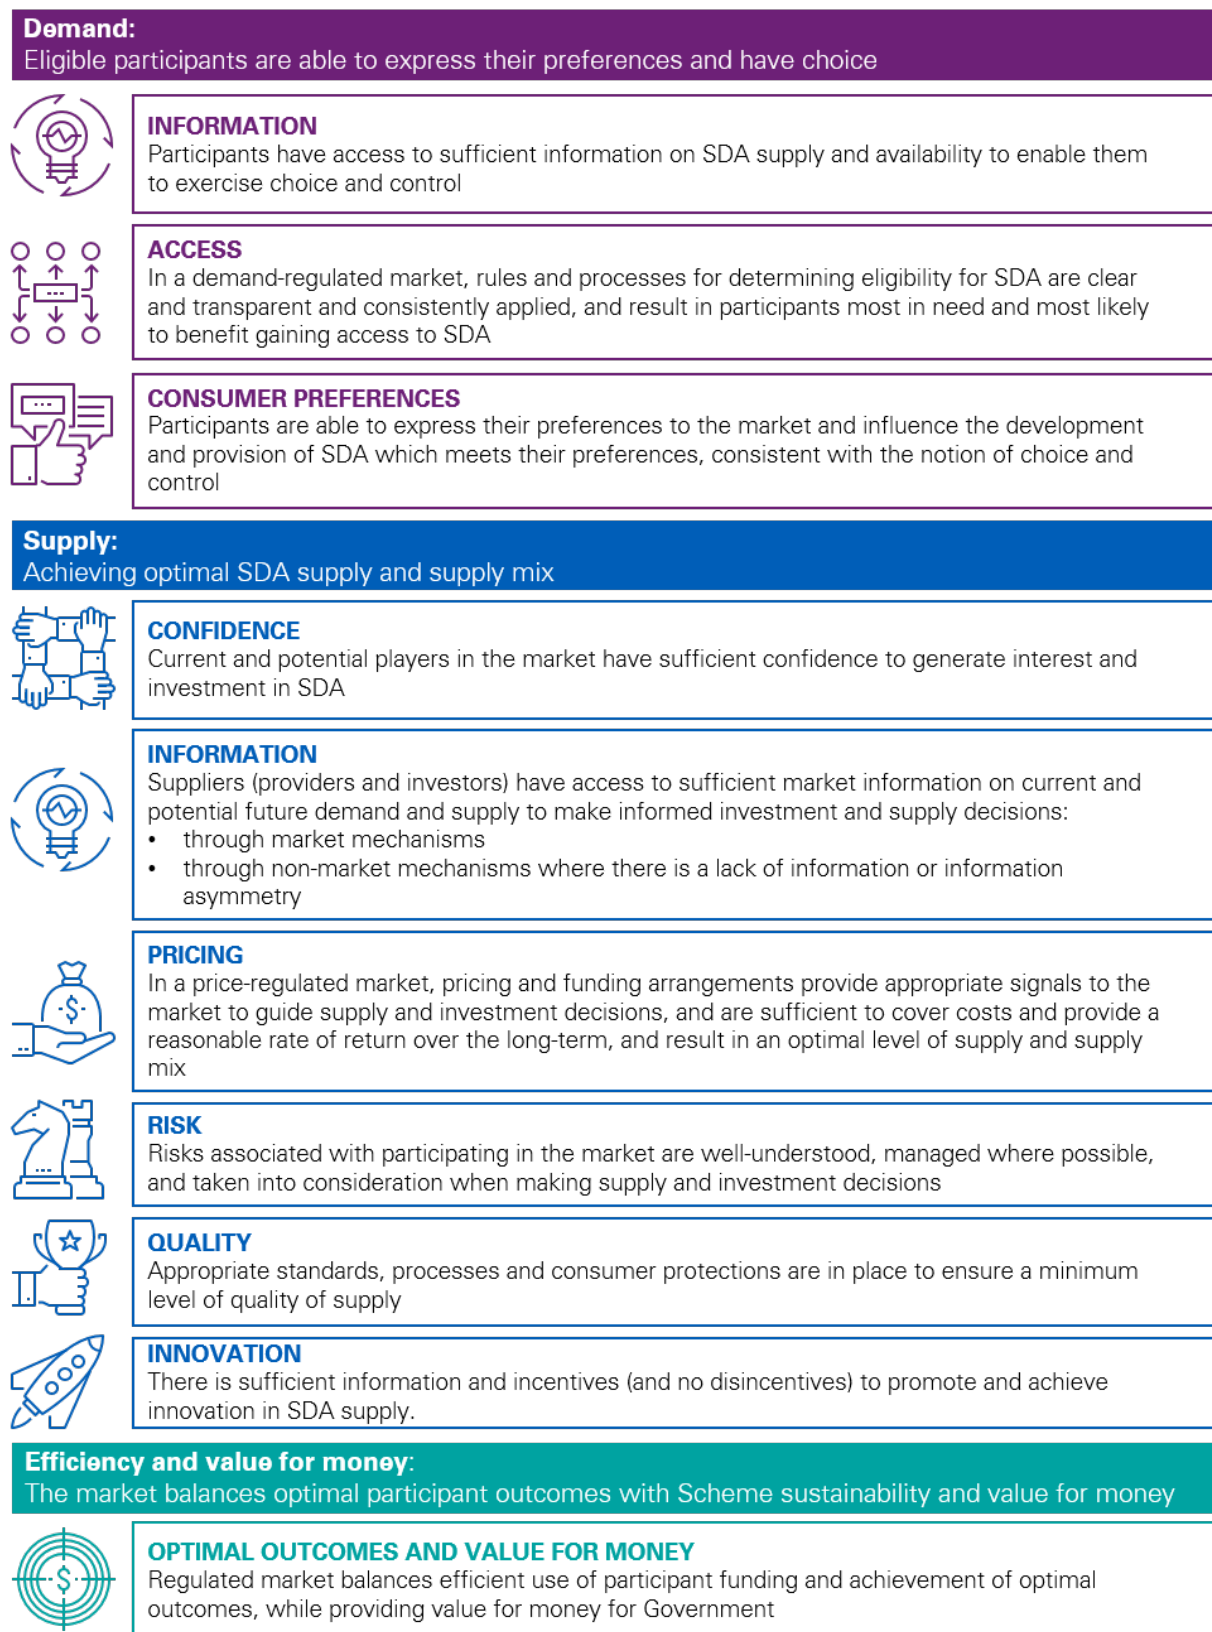 Demand:
Eligible participants are able to express their preferences and have choice
INFORMATION
Participants have access to sufficient information on SDA supply and availability to enable them
to exercise choice and control
ACCESS
In a demand-regulated market, rules and processes for determining eligibility for SDA are clear
and transparent and consistently applied, and result in participants most in need and most likely
to benefit gaining access to SDA
CONSUMER PREFERENCES
Participants are able to express their preferences to the market and influence the development
and provision of SDA which meets their preferences, consistent with the notion of choice and
control
Supply:
Achieving optimal SDA supply and supply mix
CONFIDENCE
Current and potential players in the market have sufficient confidence to generate interest and
investment in SDA
INFORMATION
Suppliers (providers and investors) have access to sufficient market information on current and
potential future demand and supply to make informed investment and supply decisions:
• through market mechanisms
• through non-market mechanisms where there is a lack of information or information
asymmetry
PRICING
In a price-regulated market, pricing and funding arrangements provide appropriate signals to the
market to guide supply and investment decisions, and are sufficient to cover costs and provide a
reasonable rate of return over the long-term, and result in an optimal level of supply and supply
mix
RISK
Risks associated with participating in the market are well-understood, managed where possible,
and taken into consideration when making supply and investment decisions
QUALITY
Appropriate standards, processes and consumer protections are in place to ensure a minimum
level of quality of supply
INNOVATION
There is sufficient information and incentives (and no disincentives) to promote and achieve
innovation in SDA supply.
Efficiency and value for money:
The market balances optimal participant outcomes with Scheme sustainability and value for money
$
OPTIMAL OUTCOMES AND VALUE FOR MONEY
Regulated market balances efficient use of participant funding and achievement of optimal
outcomes, while providing value for money for Government